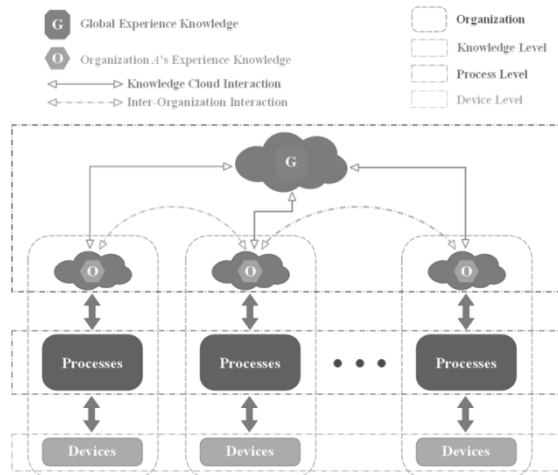 G Global Experience Knowledge
O Organization A's Experience Knowledge
Knowledge Cloud Interaction
Inter-Organization Interaction
Organization
Knowledge Level
Process Level
Device Level
G
O O O
Processes Processes Processes
Devices Devices Devices